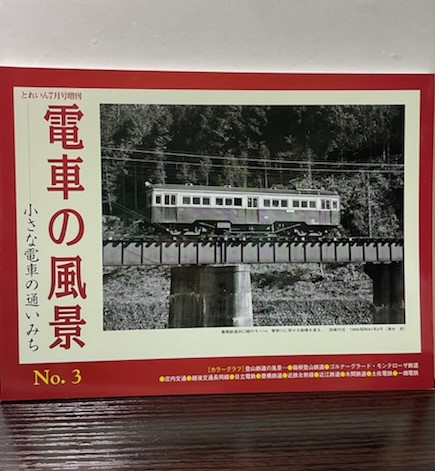 とれいん7月号増刊
電車の風景
小さな電車の通いみち
No. 3
［カラーグラフ］登山鉄道の風景…●箱根登山鉄道●ゴルナーグラード・モンテローザ鉄道
●庄内交通●越後交通長岡線●日立電鉄●豊橋鉄道●近鉄北勢線●近江鉄道●水間鉄道●土佐電鉄●一畑電鉄